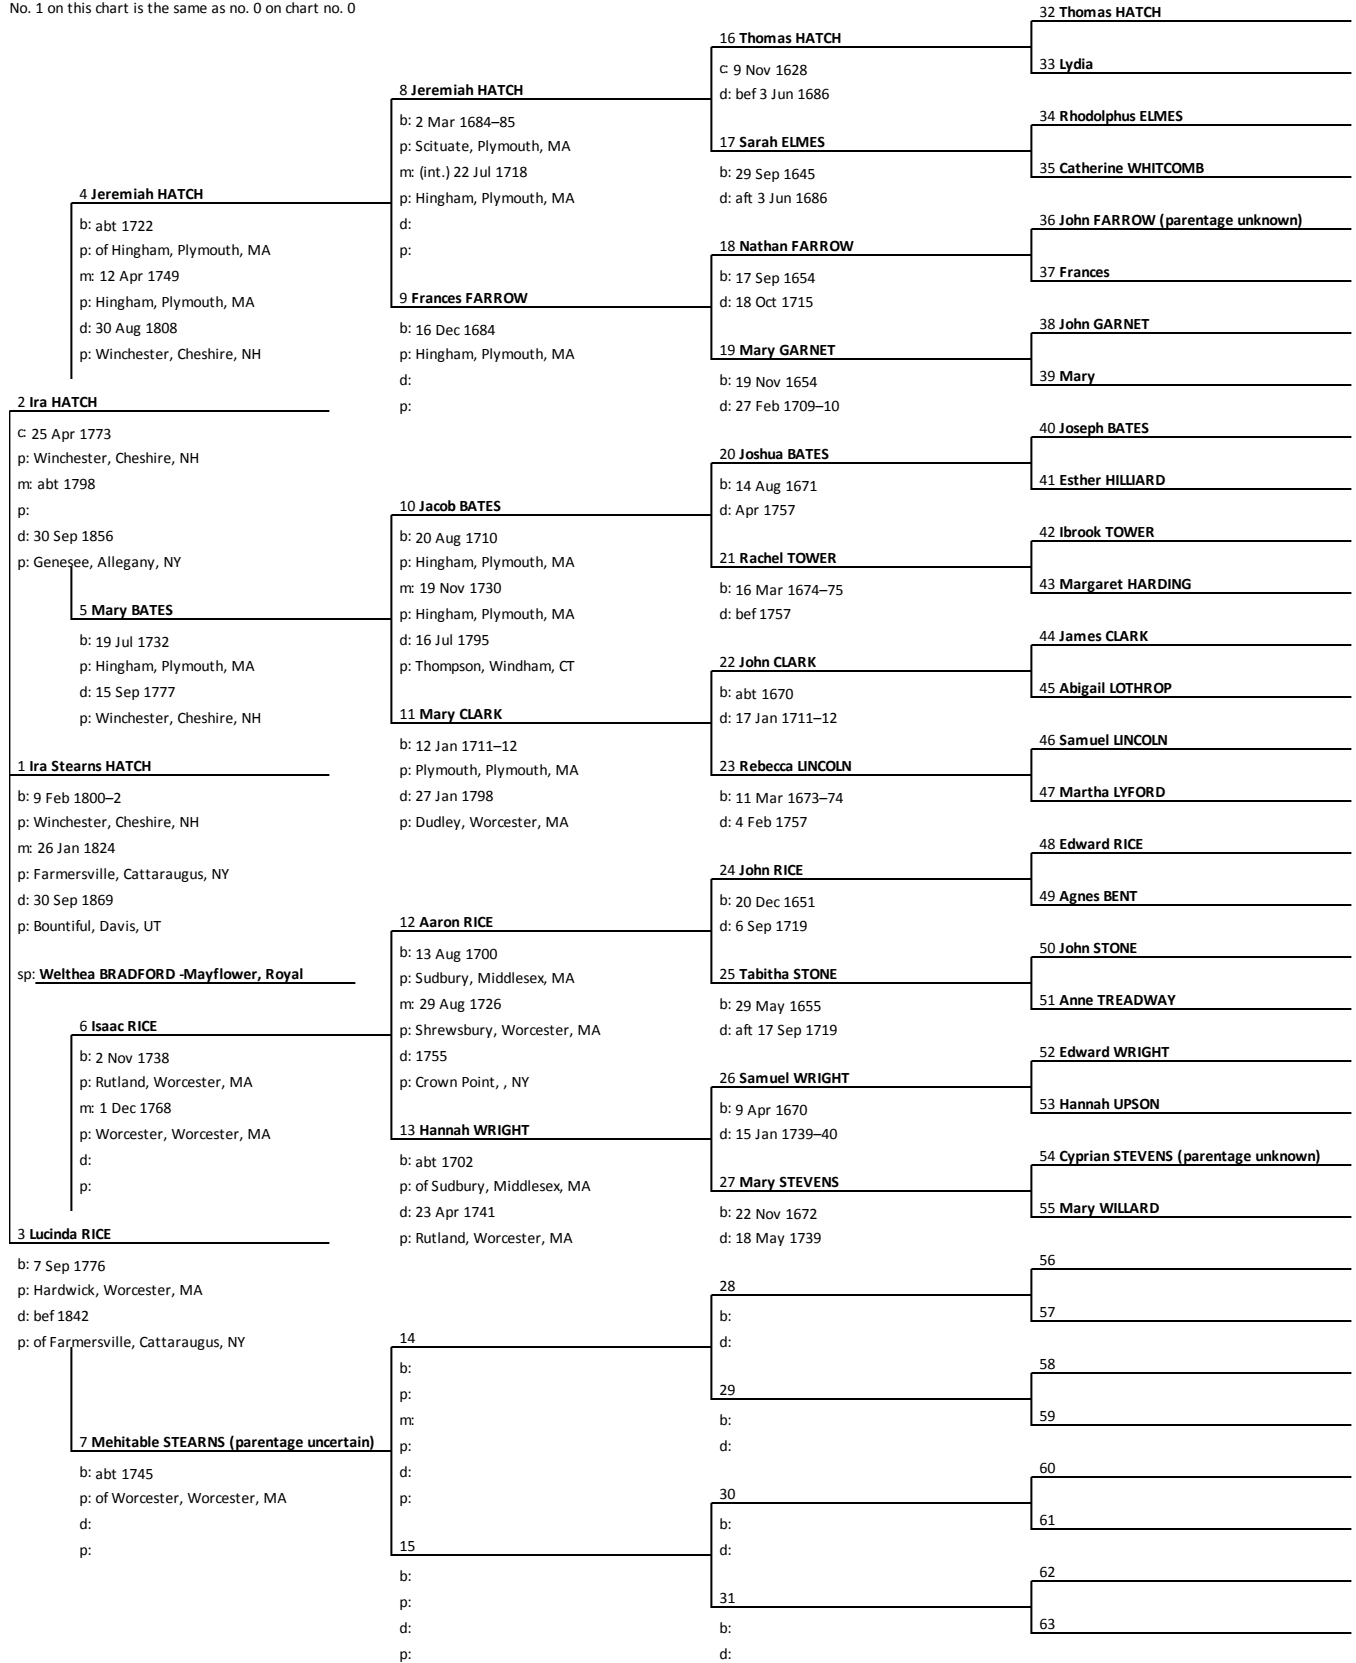 No. 1 on this chart is the same as no. 0 on chart no. 0
2 Ira HATCH
c: 25 Apr 1773
p: Winchester, Cheshire, NH
m: abt 1798
p:
d: 30 Sep 1856
p: Genesee, Allegany, NY
1 Ira Stearns HATCH
b: 9 Feb 1800–2
p: Winchester, Cheshire, NH
m: 26 Jan 1824
p: Farmersville, Cattaraugus, NY
d: 30 Sep 1869
p: Bountiful, Davis, UT
sp: Welthea BRADFORD -Mayflower, Royal
3 Lucinda RICE
b: 7 Sep 1776
p: Hardwick, Worcester, MA
d: bef 1842
p: of Farmersville, Cattaraugus, NY
4 Jeremiah HATCH
b: abt 1722
p: of Hingham, Plymouth, MA
m: 12 Apr 1749
p: Hingham, Plymouth, MA
d: 30 Aug 1808
p: Winchester, Cheshire, NH
5 Mary BATES
b: 19 Jul 1732
p: Hingham, Plymouth, MA
d: 15 Sep 1777
p: Winchester, Cheshire, NH
6 Isaac RICE
b: 2 Nov 1738
p: Rutland, Worcester, MA
m: 1 Dec 1768
p: Worcester, Worcester, MA
d:
p:
7 Mehitable STEARNS (parentage uncertain)
b: abt 1745
p: of Worcester, Worcester, MA
d:
p:
8 Jeremiah HATCH
b: 2 Mar 1684–85
p: Scituate, Plymouth, MA
m: (int.) 22 Jul 1718
p: Hingham, Plymouth, MA
d:
p:
9 Frances FARROW
b: 16 Dec 1684
p: Hingham, Plymouth, MA
d:
p:
10 Jacob BATES
b: 20 Aug 1710
p: Hingham, Plymouth, MA
m: 19 Nov 1730
p: Hingham, Plymouth, MA
d: 16 Jul 1795
p: Thompson, Windham, CT
11 Mary CLARK
b: 12 Jan 1711–12
p: Plymouth, Plymouth, MA
d: 27 Jan 1798
p: Dudley, Worcester, MA
12 Aaron RICE
b: 13 Aug 1700
p: Sudbury, Middlesex, MA
m: 29 Aug 1726
p: Shrewsbury, Worcester, MA
d: 1755
p: Crown Point, , NY
13 Hannah WRIGHT
b: abt 1702
p: of Sudbury, Middlesex, MA
d: 23 Apr 1741
p: Rutland, Worcester, MA
14
b:
p:
m:
p:
d:
p:
15
b:
p:
d:
p:
16 Thomas HATCH
c: 9 Nov 1628
d: bef 3 Jun 1686
17 Sarah ELMES
b: 29 Sep 1645
d: aft 3 Jun 1686
18 Nathan FARROW
b: 17 Sep 1654
d: 18 Oct 1715
19 Mary GARNET
b: 19 Nov 1654
d: 27 Feb 1709–10
20 Joshua BATES
b: 14 Aug 1671
d: Apr 1757
21 Rachel TOWER
b: 16 Mar 1674–75
d: bef 1757
22 John CLARK
b: abt 1670
d: 17 Jan 1711–12
23 Rebecca LINCOLN
b: 11 Mar 1673–74
d: 4 Feb 1757
24 John RICE
b: 20 Dec 1651
d: 6 Sep 1719
25 Tabitha STONE
b: 29 May 1655
d: aft 17 Sep 1719
26 Samuel WRIGHT
b: 9 Apr 1670
d: 15 Jan 1739–40
27 Mary STEVENS
b: 22 Nov 1672
d: 18 May 1739
28
b:
d:
29
b:
d:
30
b:
d:
31
b:
d:
32 Thomas HATCH
33 Lydia
34 Rhodolphus ELMES
35 Catherine WHITCOMB
36 John FARROW (parentage unknown)
37 Frances
38 John GARNET
39 Mary
40 Joseph BATES
41 Esther HILLIARD
42 Ibrook TOWER
43 Margaret HARDING
44 James CLARK
45 Abigail LOTHROP
46 Samuel LINCOLN
47 Martha LYFORD
48 Edward RICE
49 Agnes BENT
50 John STONE
51 Anne TREADWAY
52 Edward WRIGHT
53 Hannah UPSON
54 Cyprian STEVENS (parentage unknown)
55 Mary WILLARD
56
57
58
59
60
61
62
63